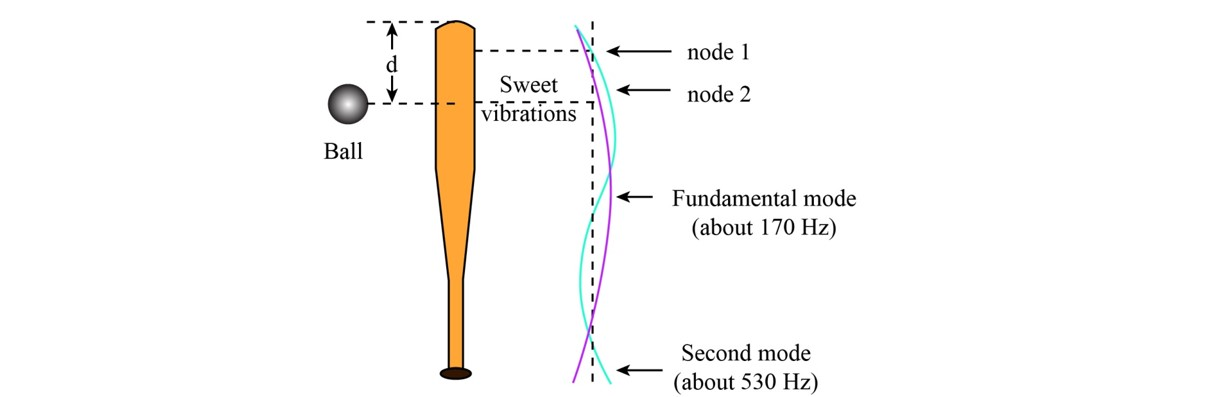 d
Ball
Sweet
vibrations
node 1
node 2
Fundamental mode
(about 170 Hz)
Second mode
(about 530 Hz)